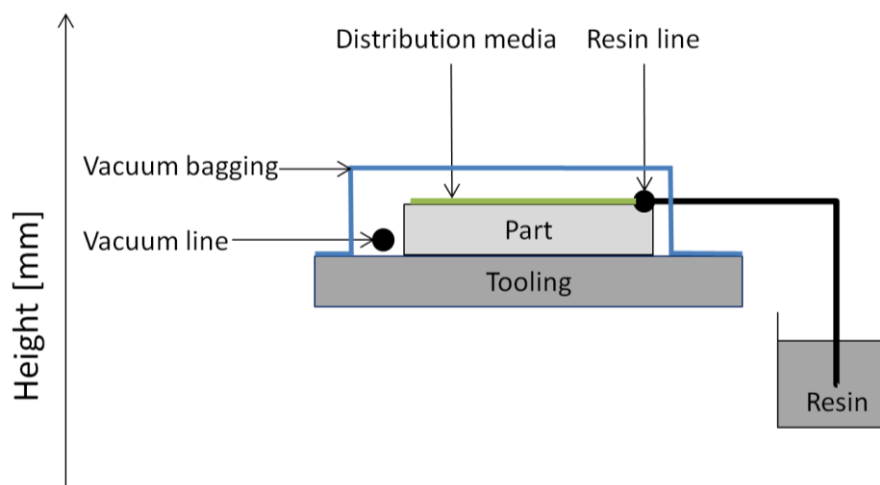 Distribution media
Resin line
Vacuum bagging
Vacuum line
Part
Tooling
Height [mm]
Resin